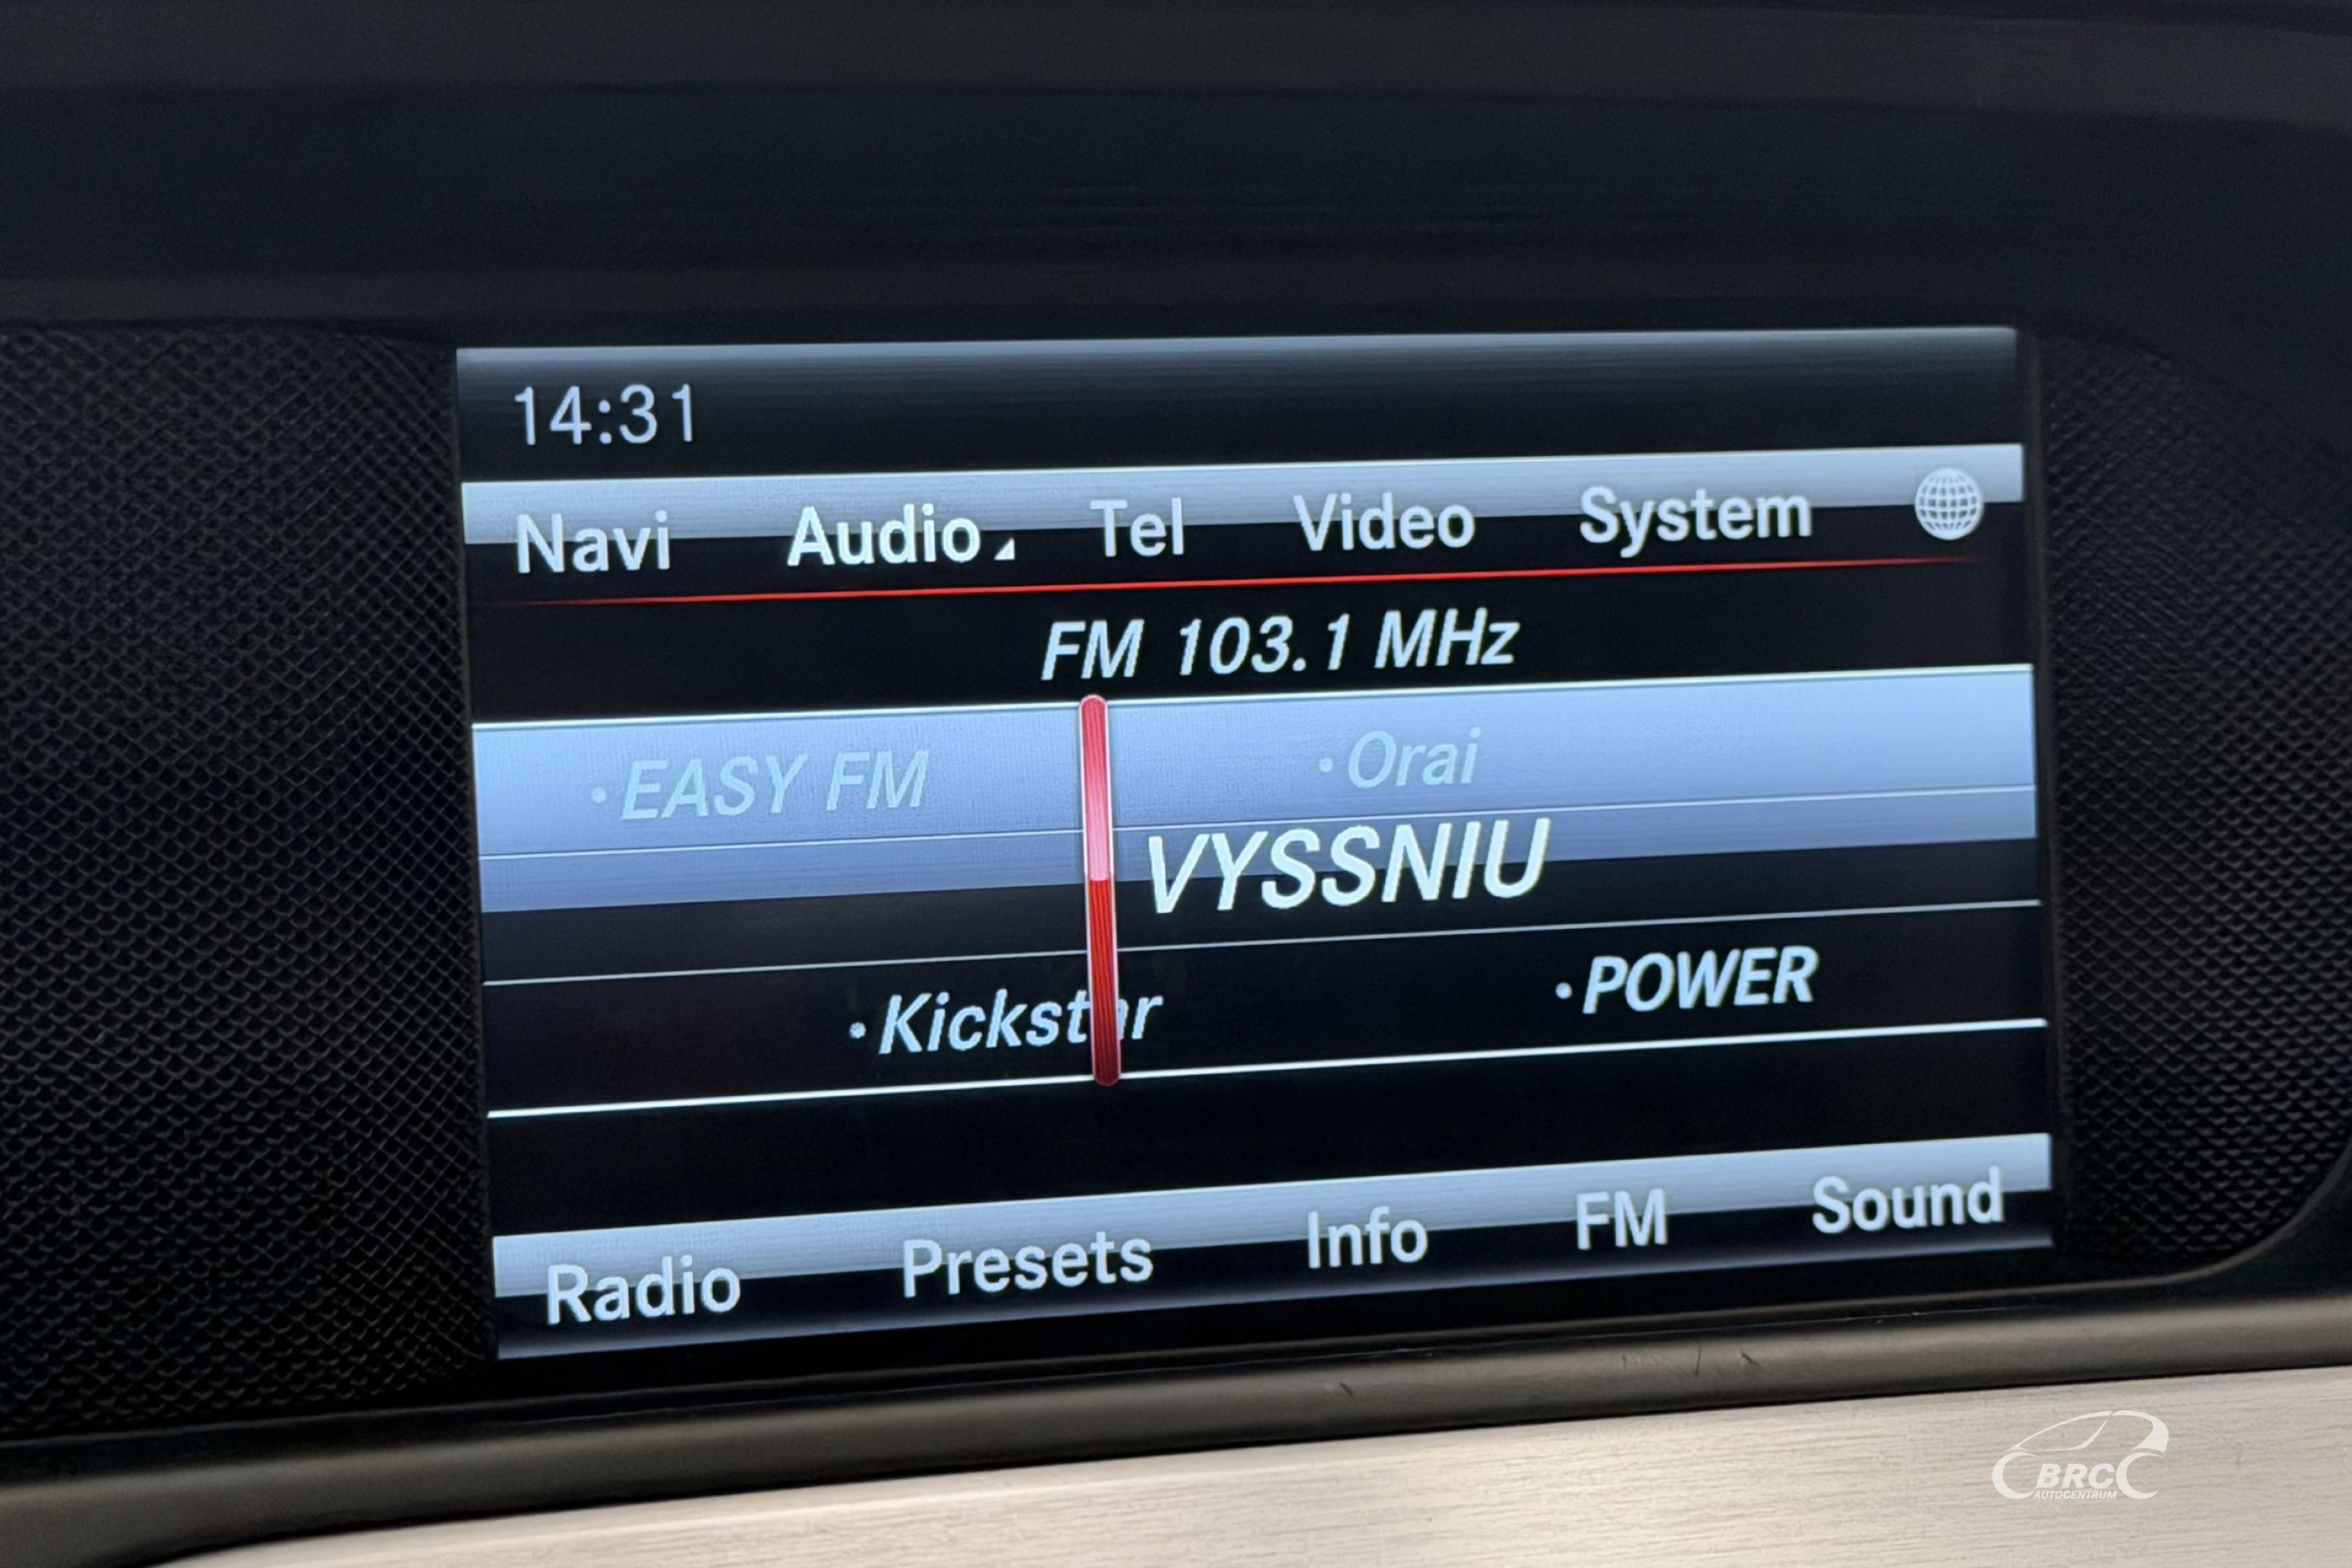 14:31
Navi Audio Tel Video System
FM 103.1 MHz
·EASY FM ·Orai
VYSSNIU
·Kickstar ·POWER
Radio Presets Info FM Sound
BRC
AUTOCENTRUM